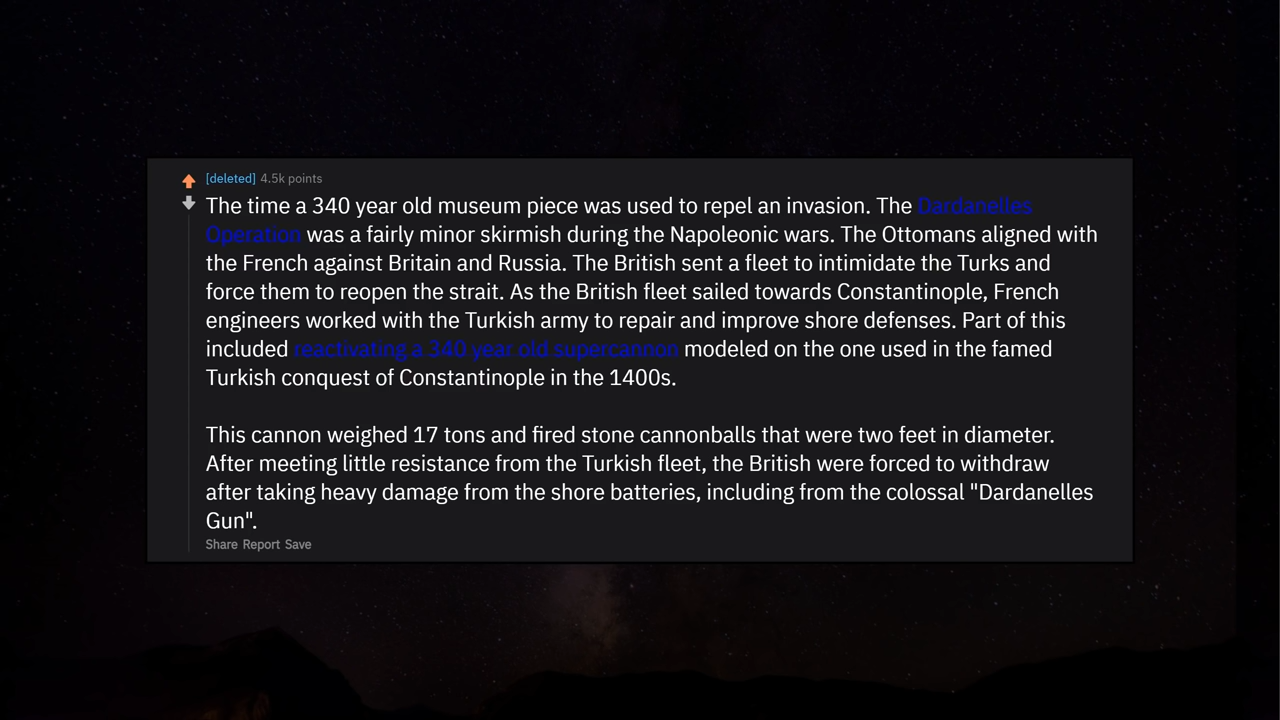 [deleted] 4.5k points
The time a 340 year old museum piece was used to repel an invasion. The Dardanelles
Operation was a fairly minor skirmish during the Napoleonic wars. The Ottomans aligned with
the French against Britain and Russia. The British sent a fleet to intimidate the Turks and
force them to reopen the strait. As the British fleet sailed towards Constantinople, French
engineers worked with the Turkish army to repair and improve shore defenses. Part of this
included reactivating a 340 year old supercannon modeled on the one used in the famed
Turkish conquest of Constantinople in the 1400s.
This cannon weighed 17 tons and fired stone cannonballs that were two feet in diameter.
After meeting little resistance from the Turkish fleet, the British were forced to withdraw
after taking heavy damage from the shore batteries, including from the colossal "Dardanelles
Gun".
Share Report Save